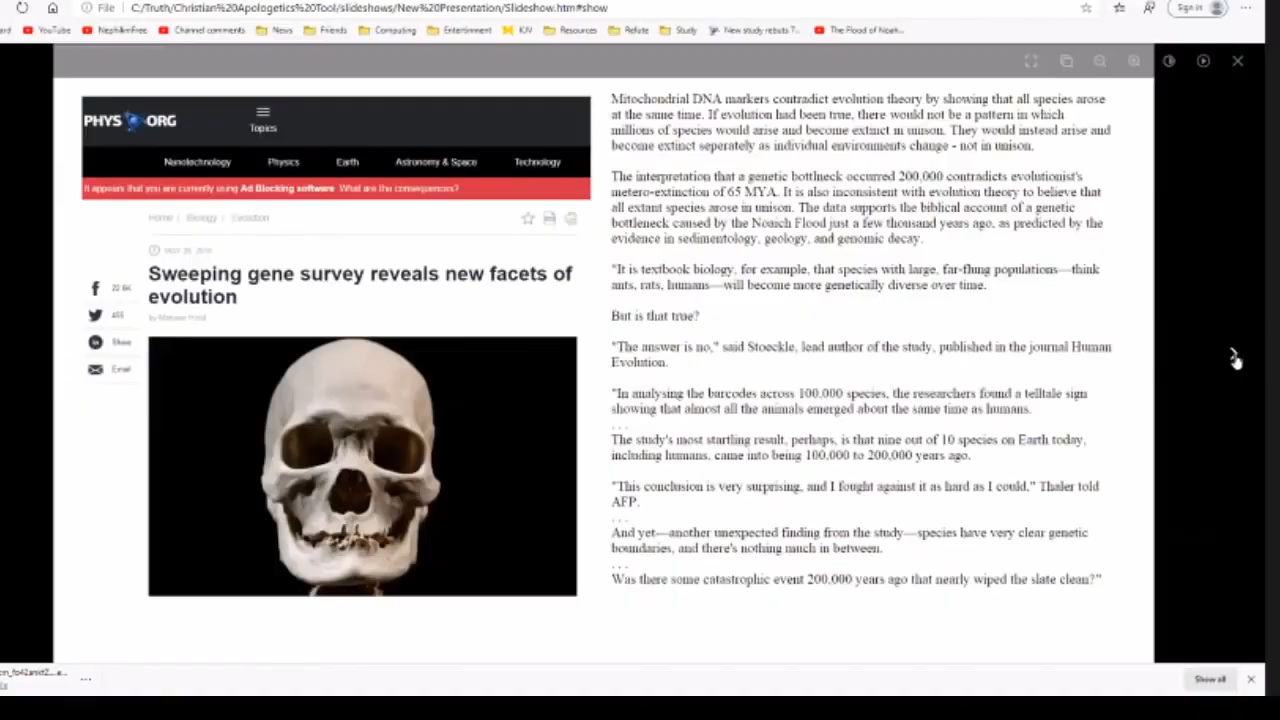 File
C:/Truth/Christian%20Apologetics%20Tool/slideshows/New%20Presentation/Slideshow.htm#show
Sign in
YouTube
NephilimFree
Channel comments
News
Friends
Computing
Entertinment
KJV
Resources
Refute
Study
New study rebuts T...
The Flood of Noah...
PHYS ORG
Topics
Nanotechnology Physics Earth Astronomy & Space Technology
It appears that you are currently using Ad Blocking software. What are the consequences?
Home Biology Evolution
Sweeping gene survey reveals new facets of
evolution
Share
Email
Mitochondrial DNA markers contradict evolution theory by showing that all species arose
at the same time. If evolution had been true, there would not be a pattern in which
millions of species would arise and become extinct in unison. They would instead arise and
become extinct seperately as individual environments change - not in unison.
The interpretation that a genetic bottlneck occurred 200,000 contradicts evolutionist's
metero-extinction of 65 MYA. It is also inconsistent with evolution theory to believe that
all extant species arose in unison. The data supports the biblical account of a genetic
bottleneck caused by the Noaich Flood just a few thousand years ago, as predicted by the
evidence in sedimentology, geology, and genomic decay.
"It is textbook biology, for example, that species with large, far-flung populations—think
ants, rats, humans—will become more genetically diverse over time.
But is that true?
"The answer is no," said Stoeckle, lead author of the study, published in the journal Human
Evolution.
"In analysing the barcodes across 100,000 species, the researchers found a telltale sign
showing that almost all the animals emerged about the same time as humans.
. . .
The study's most startling result, perhaps, is that nine out of 10 species on Earth today,
including humans, came into being 100,000 to 200,000 years ago.
"This conclusion is very surprising, and I fought against it as hard as I could," Thaler told
AFP.
. . .
And yet—another unexpected finding from the study—species have very clear genetic
boundaries, and there's nothing much in between.
. . .
Was there some catastrophic event 200,000 years ago that nearly wiped the slate clean?"
Show all